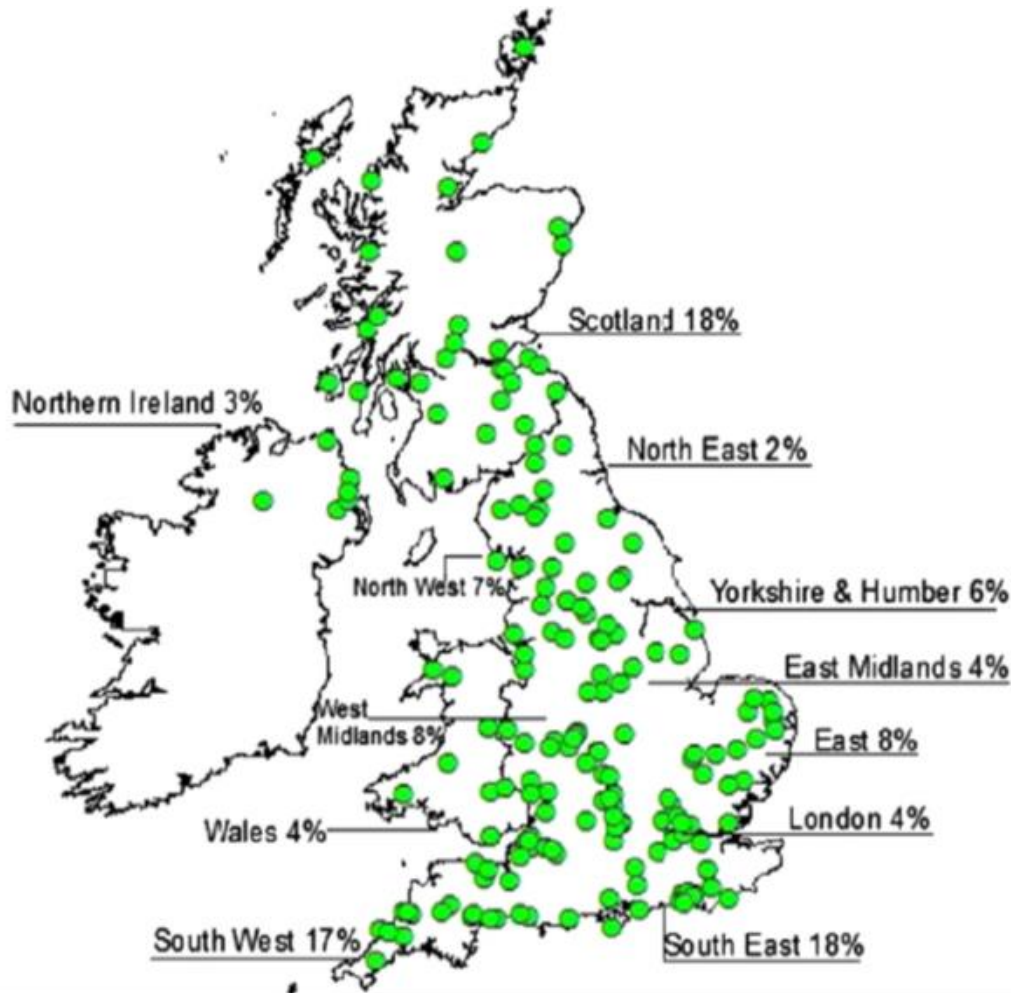 Scotland 18%
Northern Ireland 3%
North East 2%
North West 7%
Yorkshire & Humber 6%
East Midlands 4%
West
Midlands 8%
East 8%
Wales 4%
London 4%
South West 17%
South East 18%